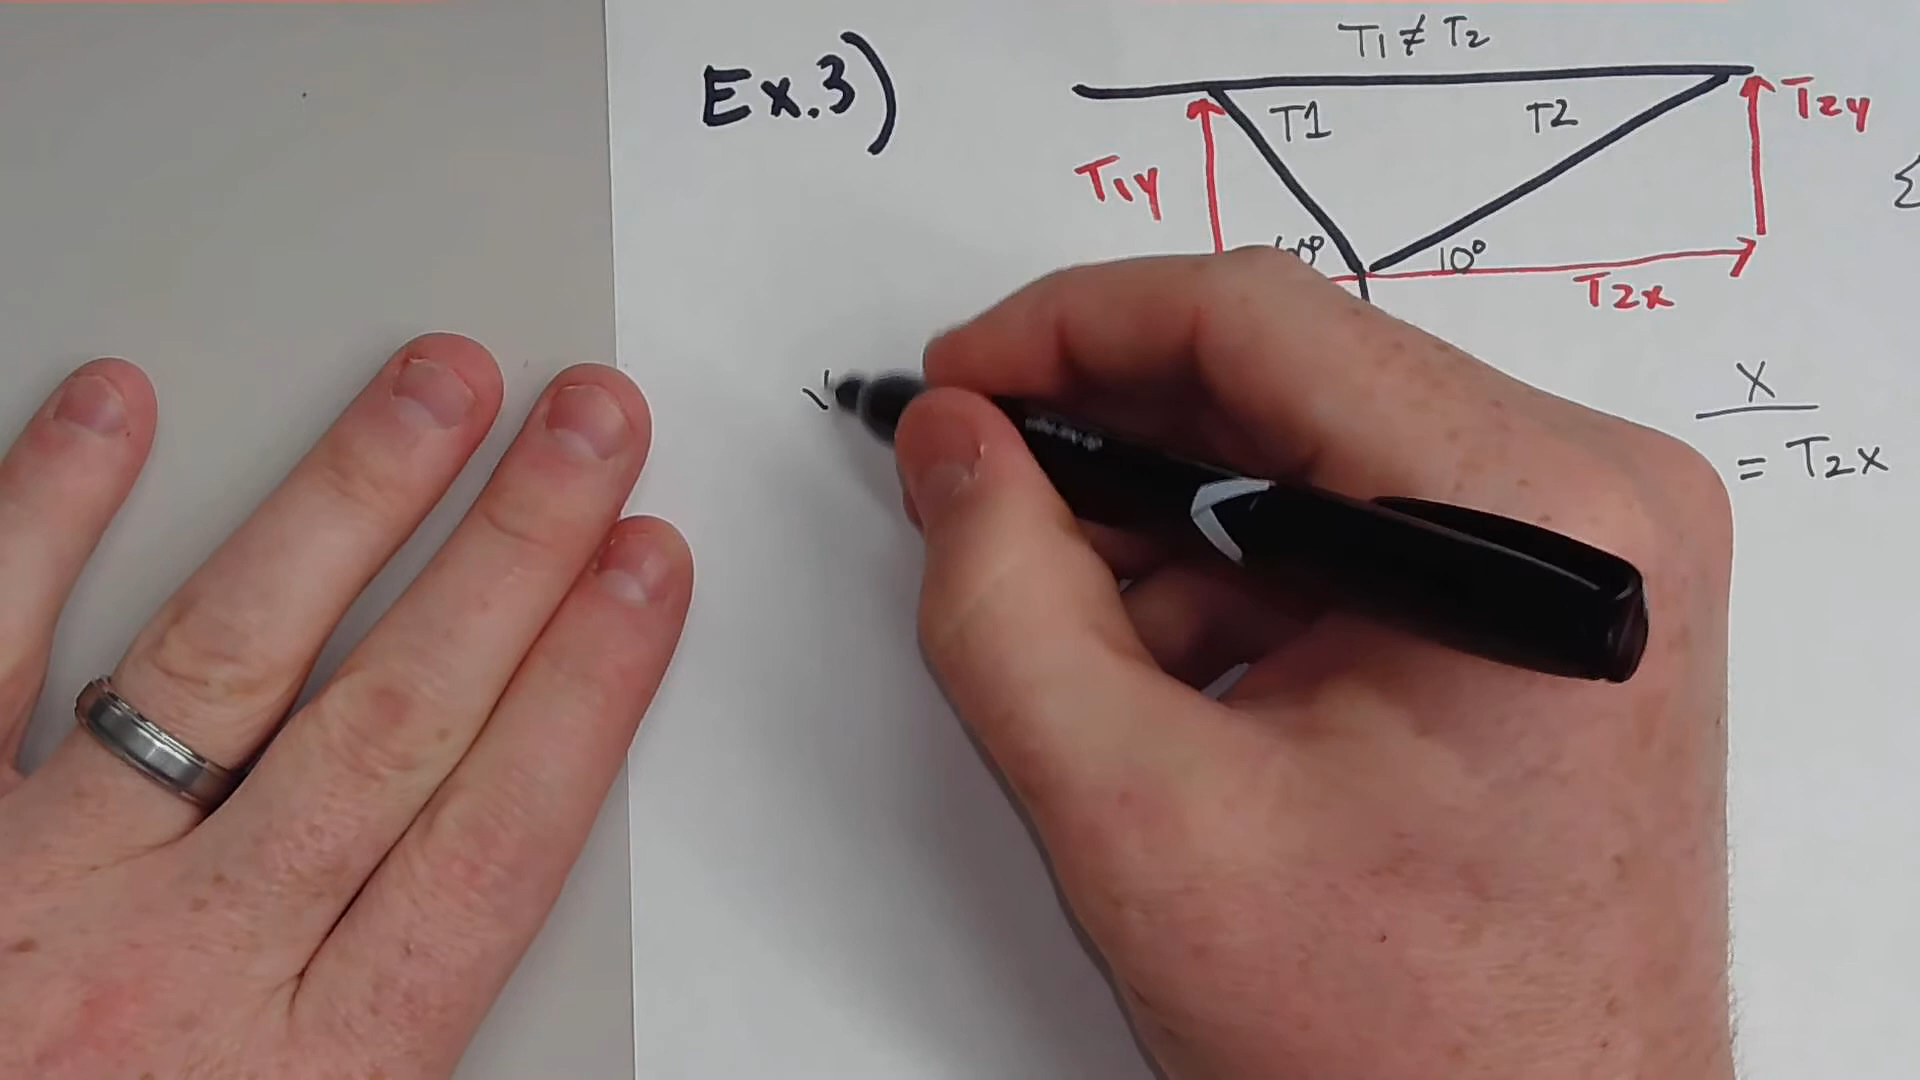 T1 ≠ T2
Ex.3)
T1
T2
T2y
T1y
10°
T2x
X
= T2x